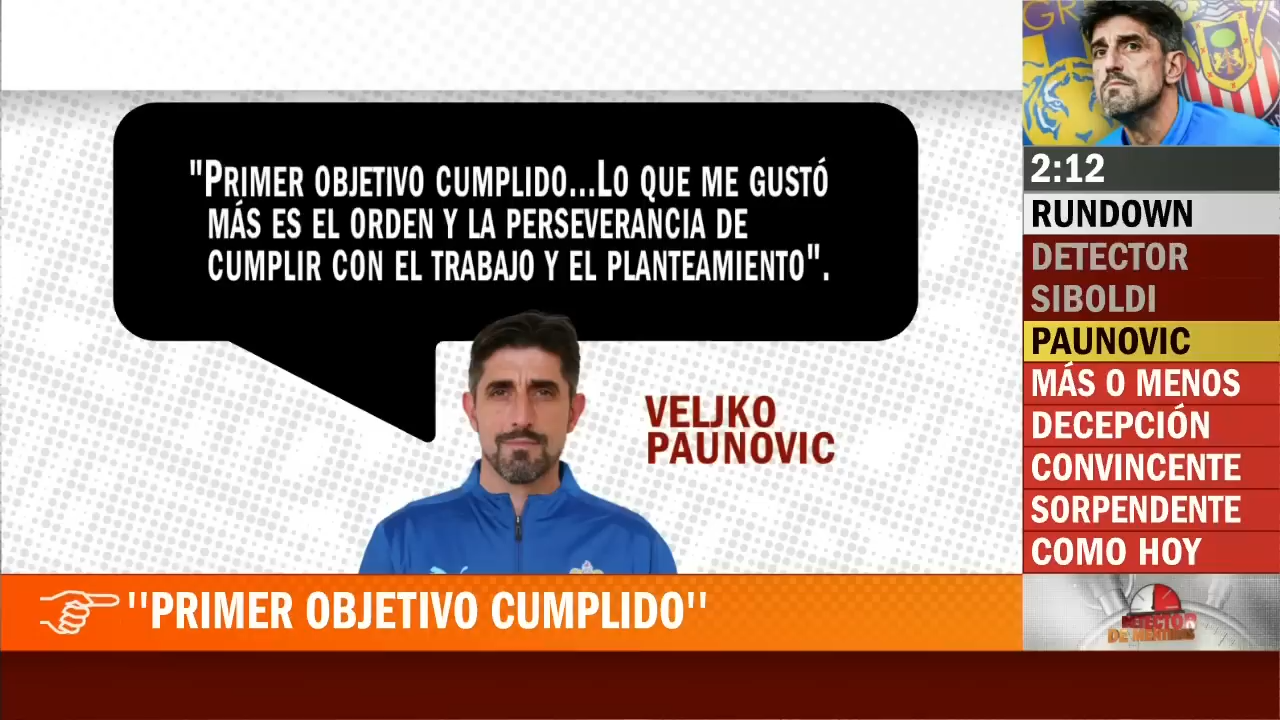 "PRIMER OBJETIVO CUMPLIDO...LO QUE ME GUSTÓ
MÁS ES EL ORDEN Y LA PERSEVERANCIA DE
CUMPLIR CON EL TRABAJO Y EL PLANTEAMIENTO".
VELJKO
PAUNOVIC
"PRIMER OBJETIVO CUMPLIDO"
2:12
RUNDOWN
DETECTOR
SIBOLDI
PAUNOVIC
MÁS O MENOS
DECEPCIÓN
CONVINCENTE
SORPENDENTE
COMO HOY
DETECTOR
DE MENTIRAS